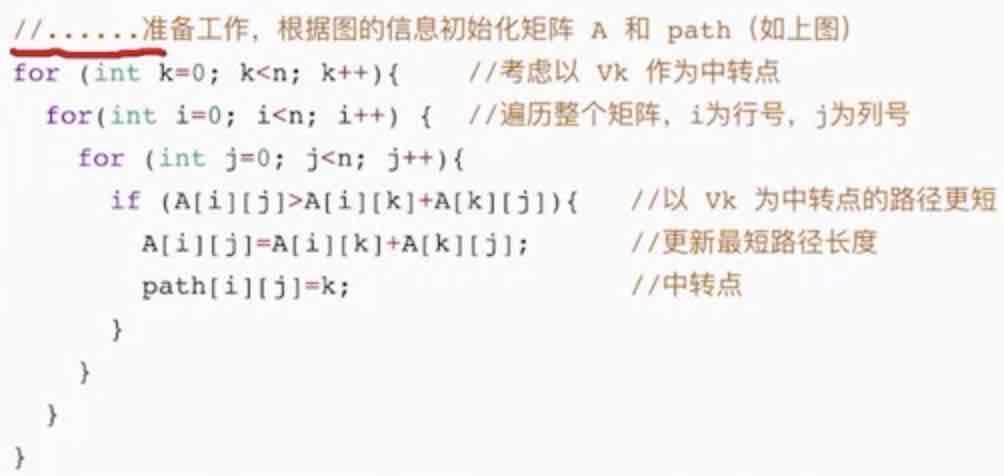 //......准备工作，根据图的信息初始化矩阵 A 和 path（如上图）
for (int k=0; k<n; k++){ //考虑以 Vk 作为中转点
for(int i=0; i<n; i++) { //遍历整个矩阵，i为行号，j为列号
for (int j=0; j<n; j++){
if (A[i][j]>A[i][k]+A[k][j]){ //以 Vk 为中转点的路径更短
A[i][j]=A[i][k]+A[k][j]; //更新最短路径长度
path[i][j]=k; //中转点
}
}
}
}